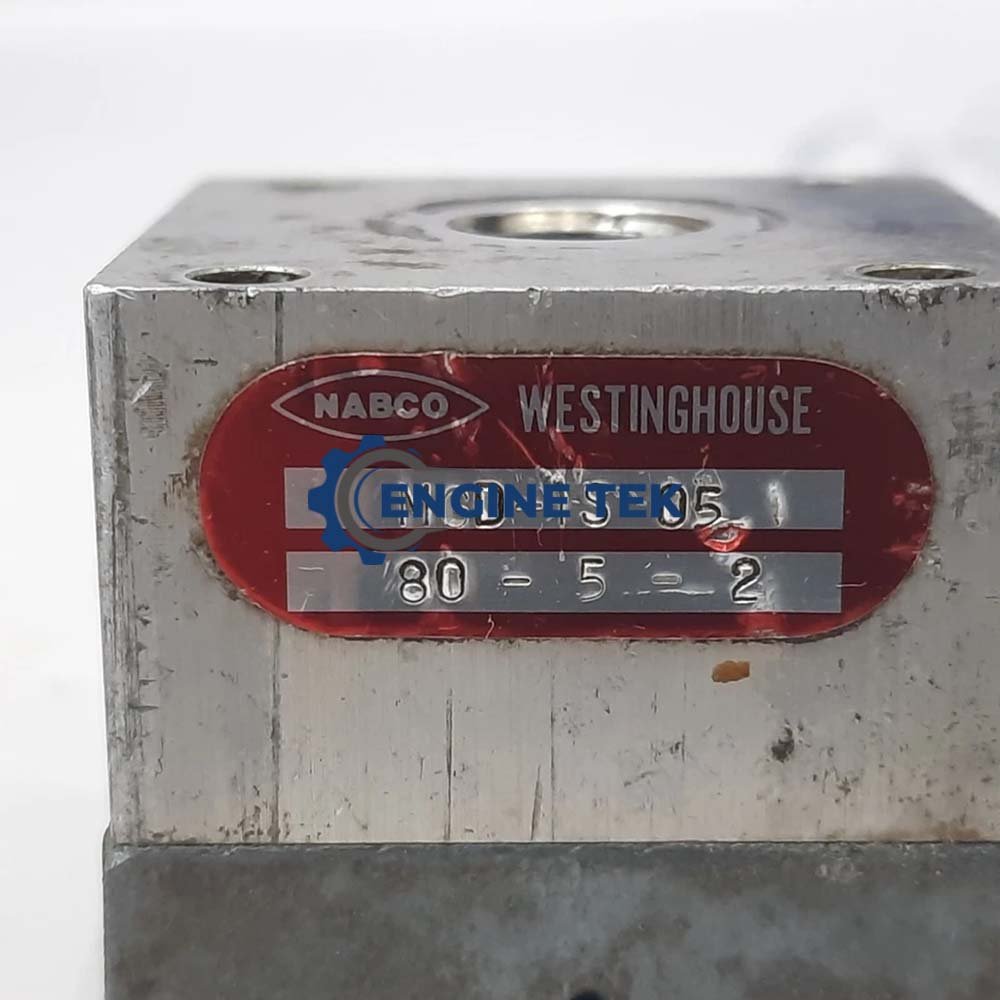 NABCO WESTINGHOUSE
ENGINE TEK
80 - 5 - 2